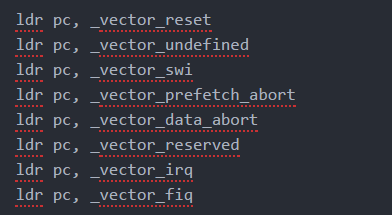 ldr pc, _vector_reset
ldr pc, _vector_undefined
ldr pc, _vector_swi
ldr pc, _vector_prefetch_abort
ldr pc, _vector_data_abort
ldr pc, _vector_reserved
ldr pc, _vector_irq
ldr pc, _vector_fiq